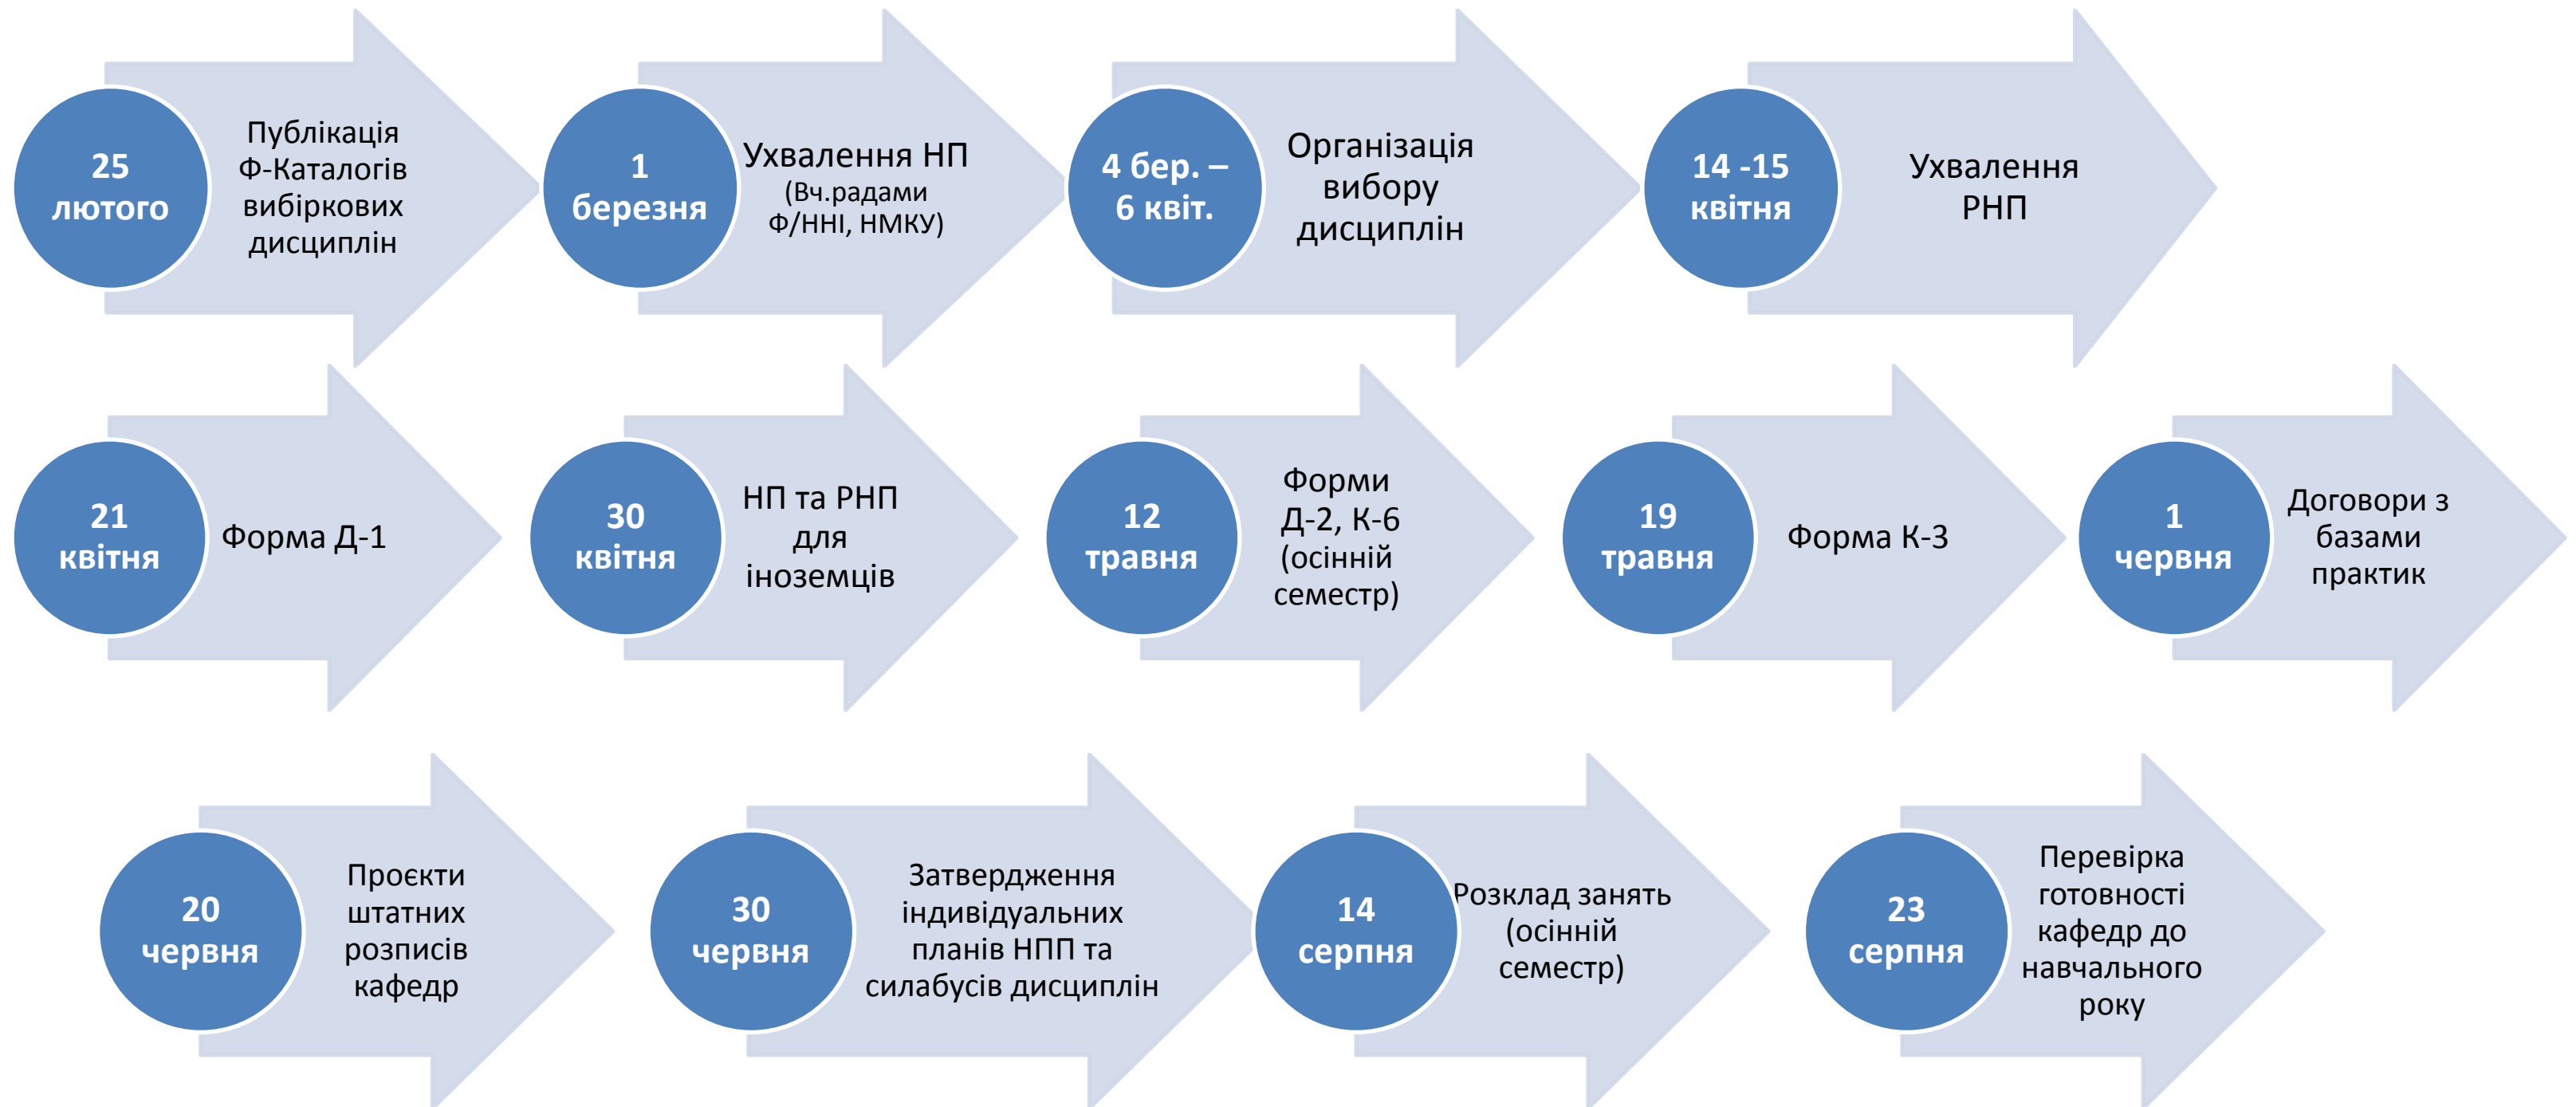 25
лютого
Публікація
Ф-Каталогів
вибіркових
дисциплін
1
березня
Ухвалення НП
(Вч.радами
Ф/ННІ, НМКУ)
4 бер. –
6 квіт.
Організація
вибору
дисциплін
14 -15
квітня
Ухвалення
РНП
21
квітня
Форма Д-1
30
квітня
НП та РНП
для
іноземців
12
травня
Форми
Д-2, К-6
(осінній
семестр)
19
травня
Форма К-3
1
червня
Договори з
базами
практик
20
червня
Проєкти
штатних
розписів
кафедр
30
червня
Затвердження
індивідуальних
планів НПП та
силабусів дисциплін
14
серпня
Розклад занять
(осінній
семестр)
23
серпня
Перевірка
готовності
кафедр до
навчального
року